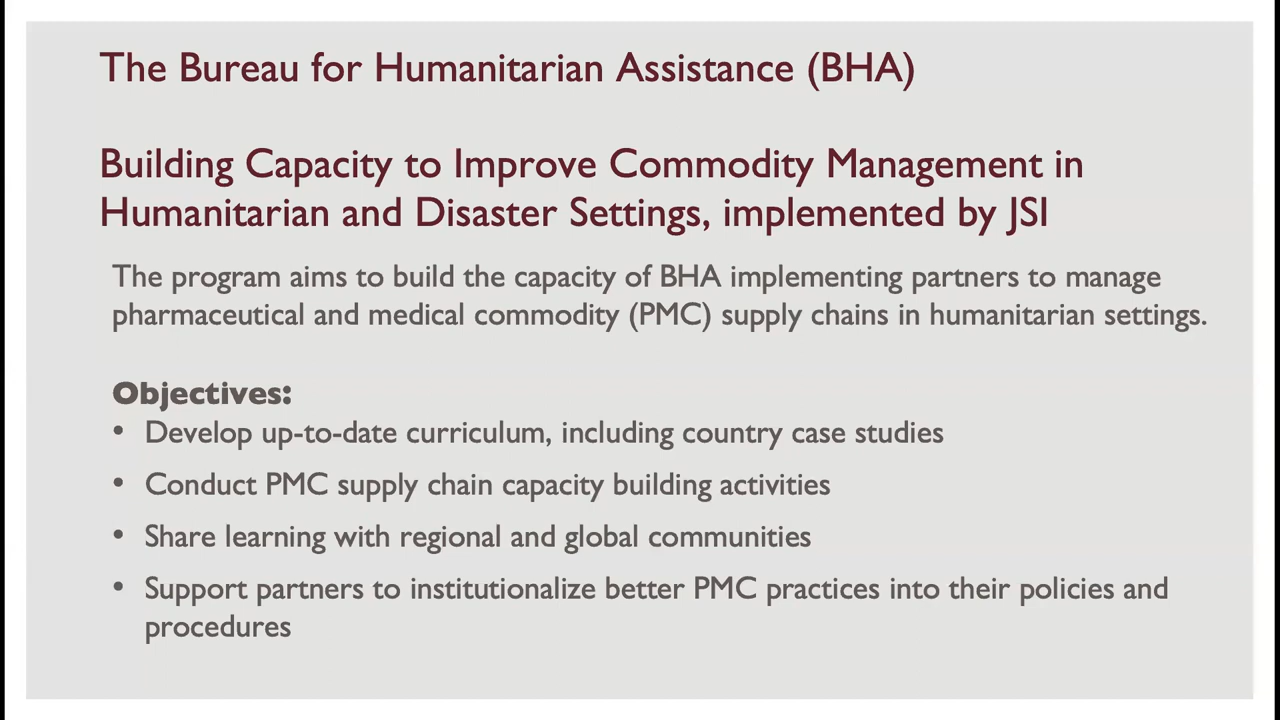 The Bureau for Humanitarian Assistance (BHA)
Building Capacity to Improve Commodity Management in
Humanitarian and Disaster Settings, implemented by JSI
The program aims to build the capacity of BHA implementing partners to manage
pharmaceutical and medical commodity (PMC) supply chains in humanitarian settings.
Objectives:
• Develop up-to-date curriculum, including country case studies
• Conduct PMC supply chain capacity building activities
• Share learning with regional and global communities
• Support partners to institutionalize better PMC practices into their policies and
procedures